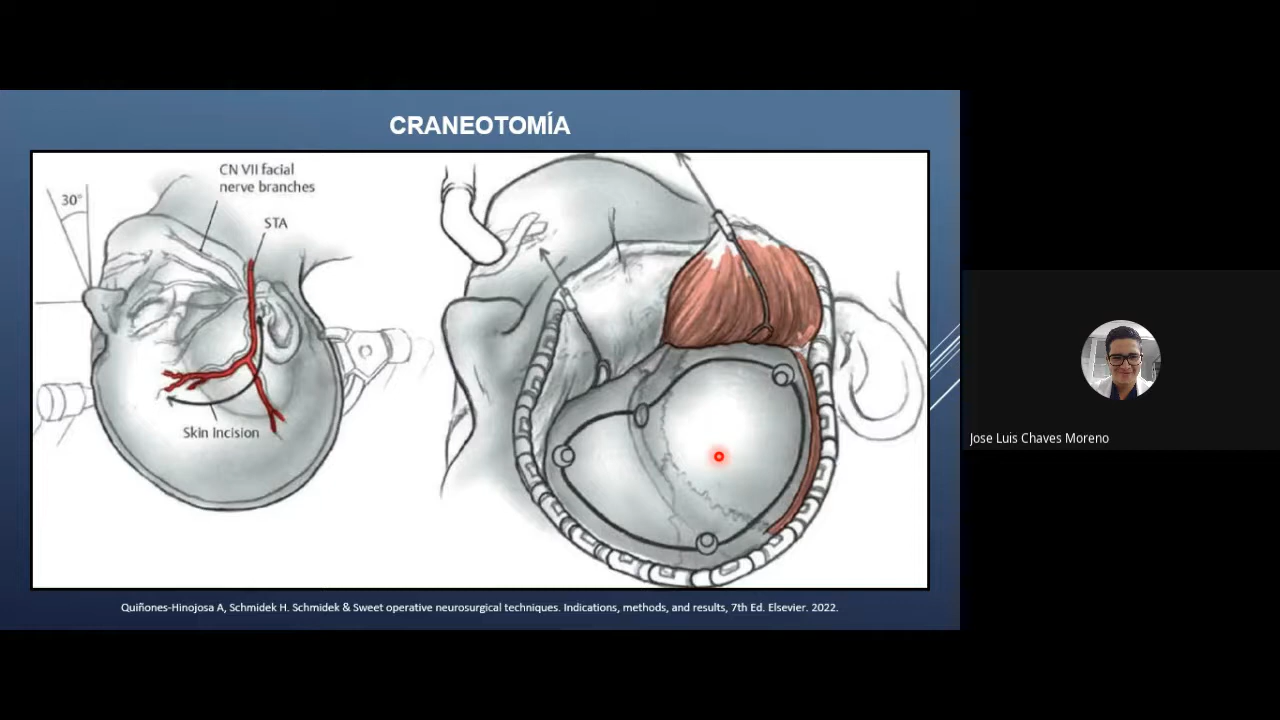 CRANEOTOMÍA
CN VII facial
nerve branches
30°
STA
Skin Incision
Quiñones-Hinojosa A, Schmidek H. Schmidek & Sweet operative neurosurgical techniques. Indications, methods, and results, 7th Ed. Elsevier. 2022.
Jose Luis Chaves Moreno